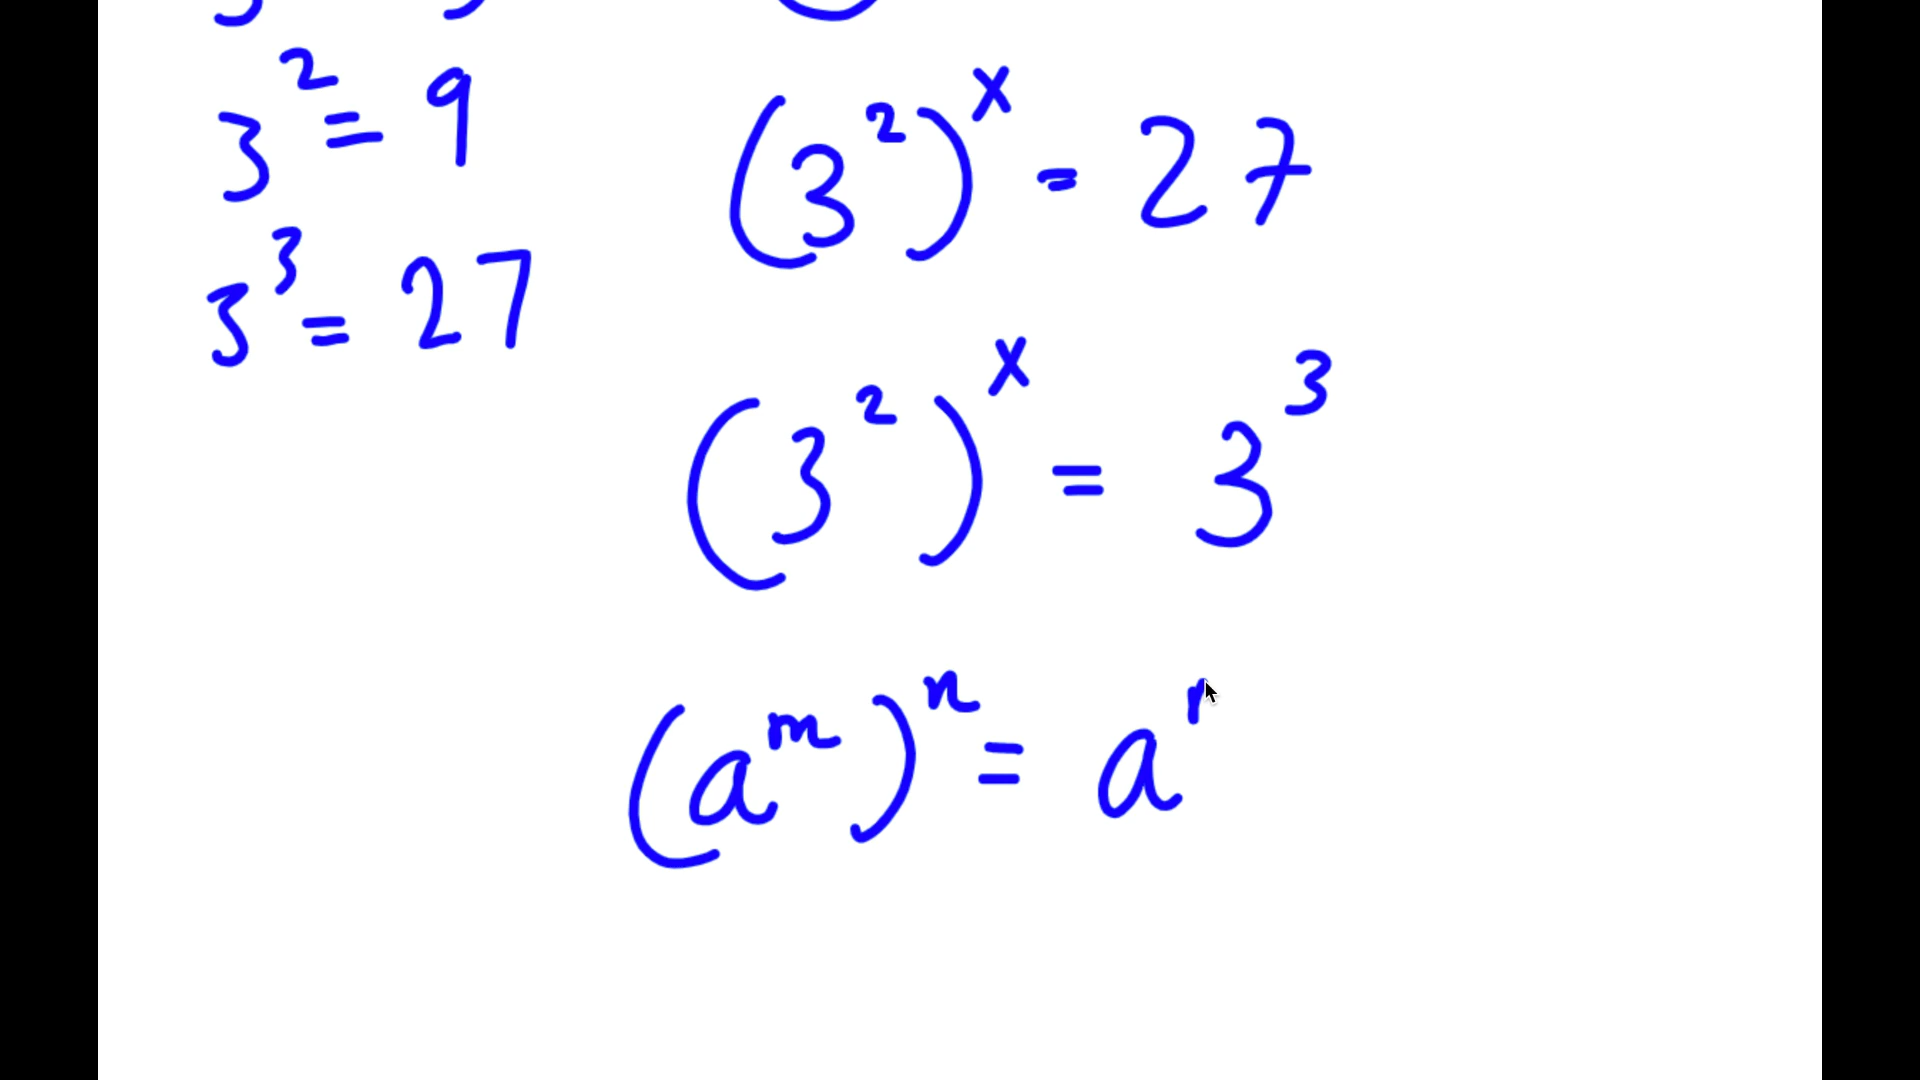 3² = 9
3³ = 27
(3²)ˣ = 27
(3²)ˣ = 3³
(aᵐ)ⁿ = a